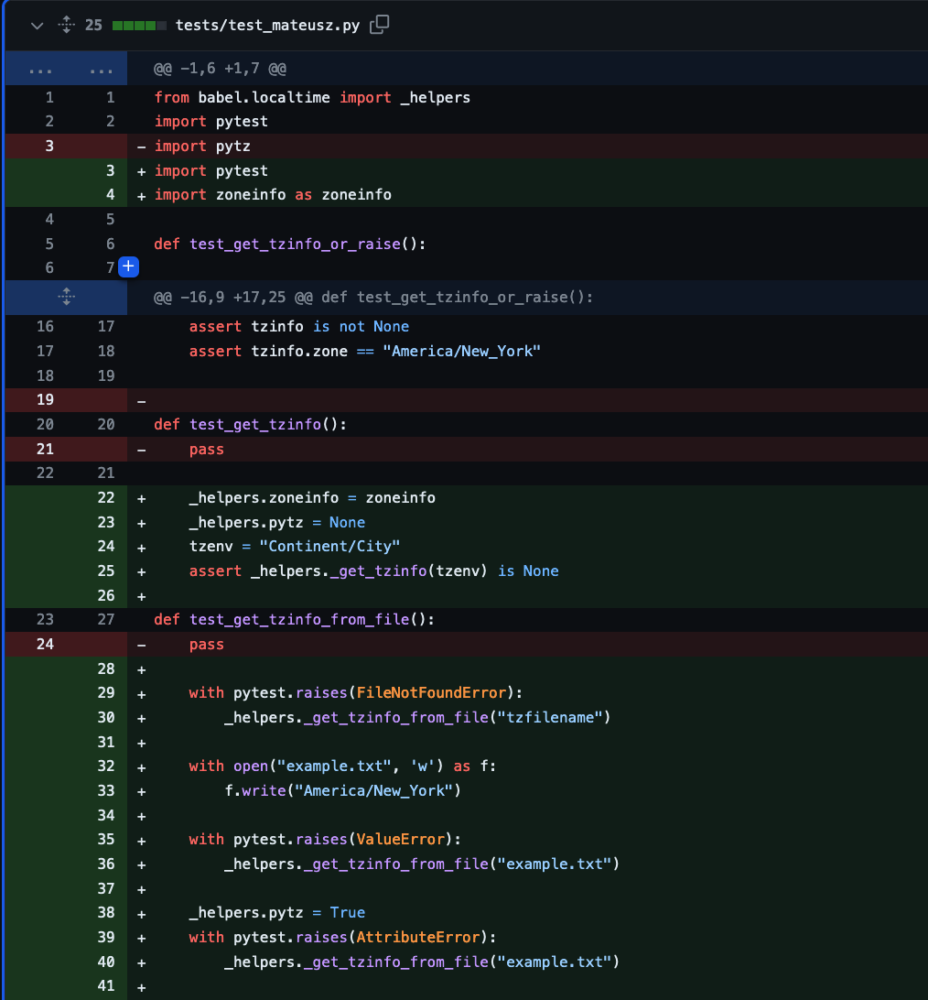 25 tests/test_mateusz.py
... ... @@ -1,6 +1,7 @@
1 1 from babel.localtime import _helpers
2 2 import pytest
3 - import pytz
3 + import pytest
4 + import zoneinfo as zoneinfo
4 5
5 6 def test_get_tzinfo_or_raise():
6 7 +
@@ -16,9 +17,25 @@ def test_get_tzinfo_or_raise():
16 17 assert tzinfo is not None
17 18 assert tzinfo.zone == "America/New_York"
18 19
19 -
20 20 def test_get_tzinfo():
21 - pass
22 21
22 + _helpers.zoneinfo = zoneinfo
23 + _helpers.pytz = None
24 + tzenv = "Continent/City"
25 + assert _helpers._get_tzinfo(tzenv) is None
26 +
23 27 def test_get_tzinfo_from_file():
24 - pass
28 +
29 + with pytest.raises(FileNotFoundError):
30 + _helpers._get_tzinfo_from_file("tzfilename")
31 +
32 + with open("example.txt", 'w') as f:
33 + f.write("America/New_York")
34 +
35 + with pytest.raises(ValueError):
36 + _helpers._get_tzinfo_from_file("example.txt")
37 +
38 + _helpers.pytz = True
39 + with pytest.raises(AttributeError):
40 + _helpers._get_tzinfo_from_file("example.txt")
41 +